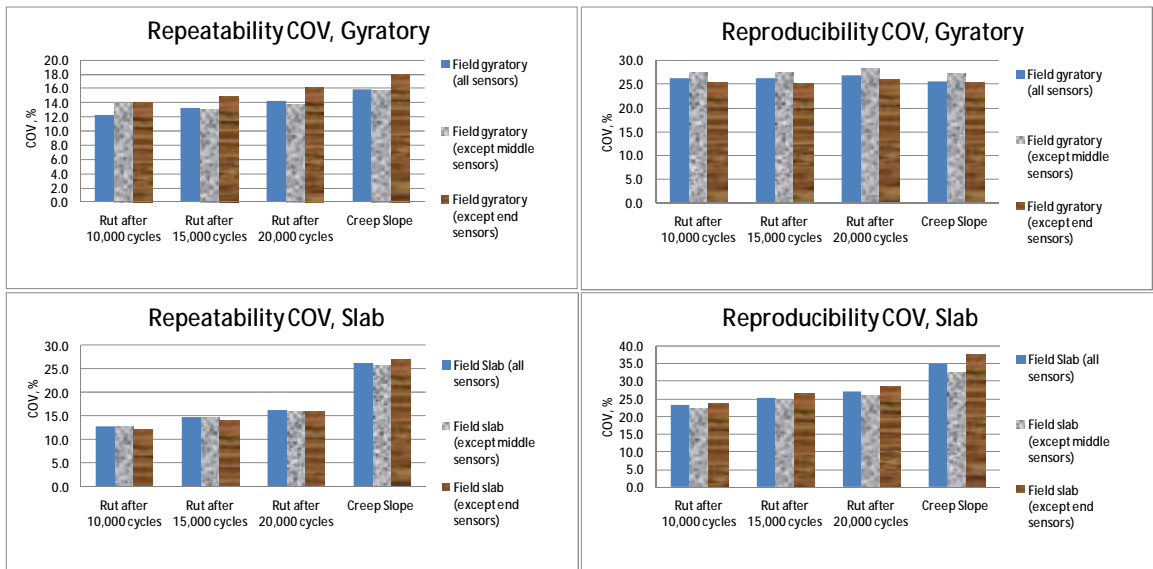 Repeatability COV, Gyratory
COV, %
20.0
18.0
16.0
14.0
12.0
10.0
8.0
6.0
4.0
2.0
0.0
Rut after
10,000 cycles
Rut after
15,000 cycles
Rut after
20,000 cycles
Creep Slope
Field gyratory
(all sensors)
Field gyratory
(except middle
sensors)
Field gyratory
(except end
sensors)
Reproducibility COV, Gyratory
COV, %
30.0
25.0
20.0
15.0
10.0
5.0
0.0
Rut after
10,000 cycles
Rut after
15,000 cycles
Rut after
20,000 cycles
Creep Slope
Field gyratory
(all sensors)
Field gyratory
(except middle
sensors)
Field gyratory
(except end
sensors)
Repeatability COV, Slab
COV, %
30.0
25.0
20.0
15.0
10.0
5.0
0.0
Rut after
10,000 cycles
Rut after
15,000 cycles
Rut after
20,000 cycles
Creep Slope
Field Slab (all
sensors)
Field slab
(except middle
sensors)
Field slab
(except end
sensors)
Reproducibility COV, Slab
COV, %
40.0
35.0
30.0
25.0
20.0
15.0
10.0
5.0
0.0
Rut after
10,000 cycles
Rut after
15,000 cycles
Rut after
20,000 cycles
Creep Slope
Field Slab (all
sensors)
Field slab
(except middle
sensors)
Field slab
(except end
sensors)